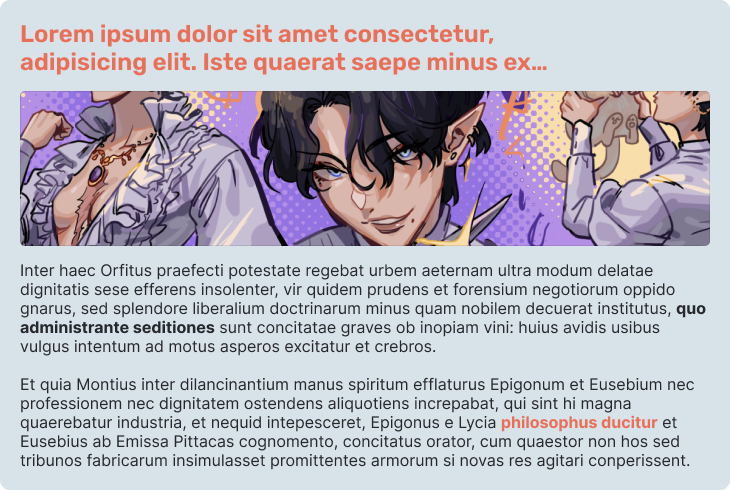 Lorem ipsum dolor sit amet consectetur,
adipisicing elit. Iste quaerat saepe minus ex...
Inter haec Orfitus praefecti potestate regebat urbem aeternam ultra modum delatae
dignitatis sese efferens insolenter, vir quidem prudens et forensium negotiorum oppido
gnarus, sed splendore liberalium doctrinarum minus quam nobilem decuerat institutus, quo
administrante seditiones sunt concitatae graves ob inopiam vini: huius avidis usibus
vulgus intentum ad motus asperos excitatur et crebros.
Et quia Montius inter dilancinantium manus spiritum efflaturus Epigonum et Eusebium nec
professionem nec dignitatem ostendens aliquotiens increpabat, qui sint hi magna
quaerebatur industria, et nequid intepesceret, Epigonus e Lycia philosophus ducitur et
Eusebius ab Emissa Pittacas cognomento, concitatus orator, cum quaestor non hos sed
tribunos fabricarum insimulasset promittentes armorum si novas res agitari conperissent.